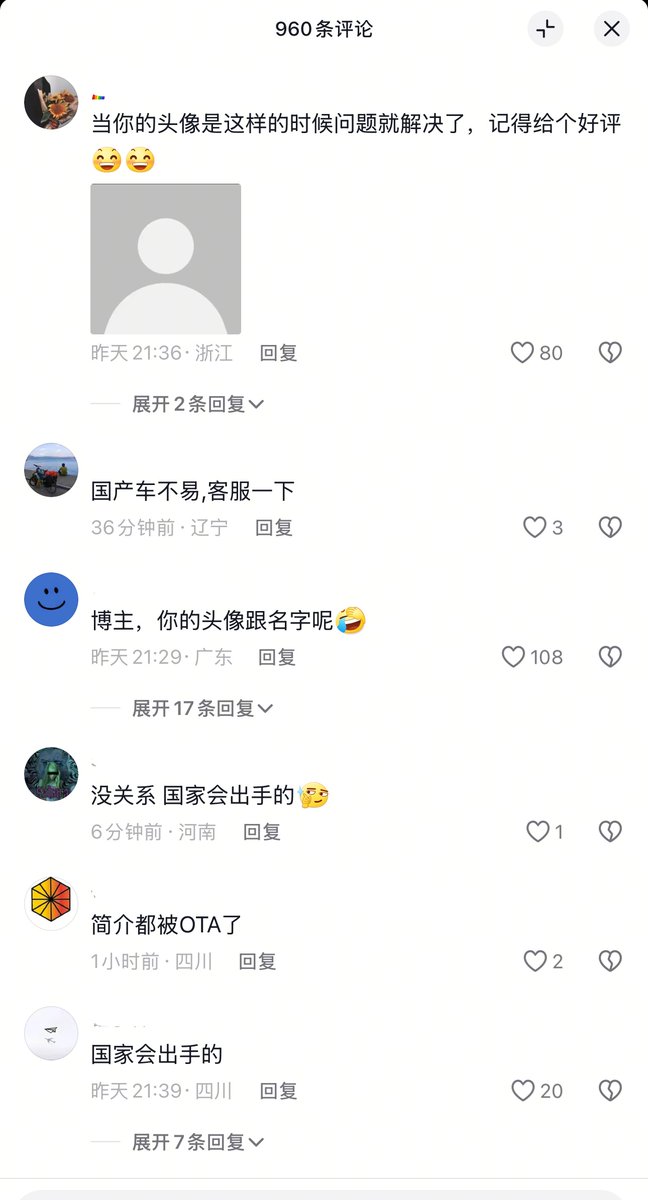 960条评论
当你的头像是这样的时候问题就解决了，记得给个好评
昨天 21:36 · 浙江 回复 80
展开2条回复
国产车不易,客服一下
36分钟前 · 辽宁 回复 3
博主，你的头像跟名字呢
昨天 21:29 · 广东 回复 108
展开17条回复
没关系 国家会出手的
6分钟前 · 河南 回复 1
简介都被OTA了
1小时前 · 四川 回复 2
国家会出手的
昨天 21:39 · 四川 回复 20
展开7条回复